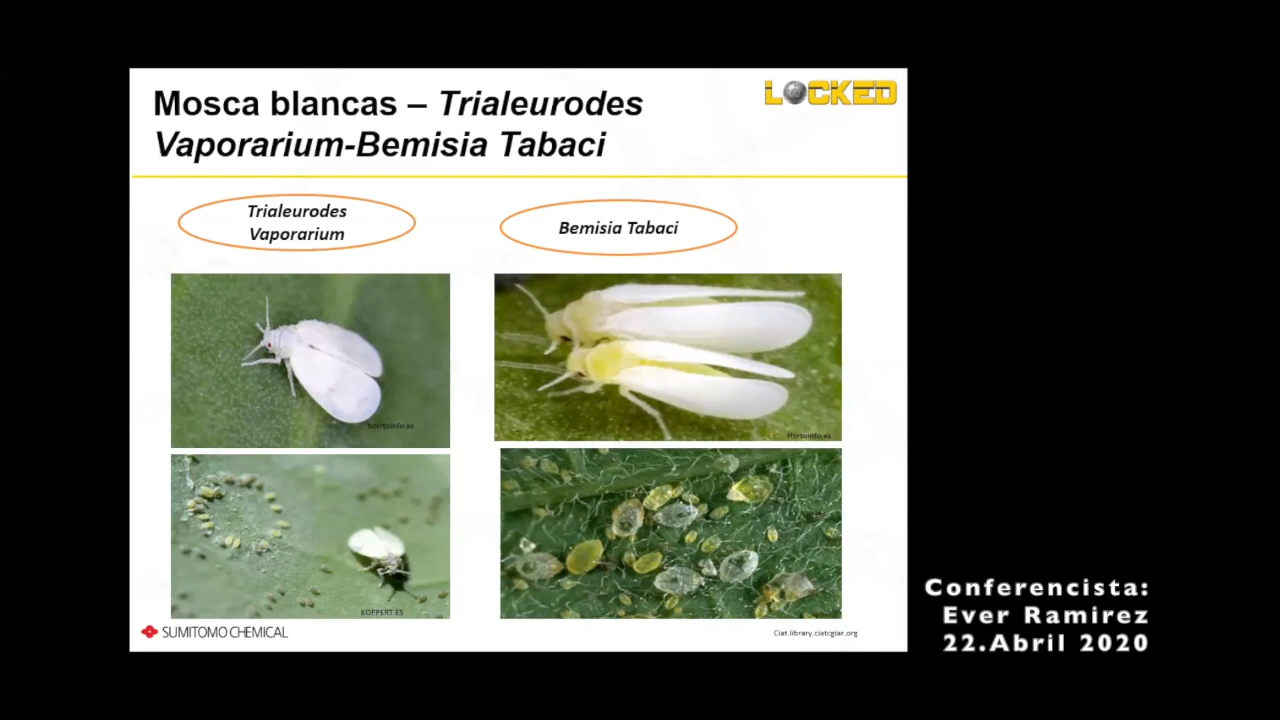 Mosca blancas – Trialeurodes
Vaporarium-Bemisia Tabaci
LOCKED
Trialeurodes
Vaporarium
Bemisia Tabaci
hortoinfo.es
Hortoinfo.es
KOPPERT.ES
SUMITOMO CHEMICAL
Ciat.library.ciatcgiar.org
Conferencista:
Ever Ramirez
22.Abril 2020